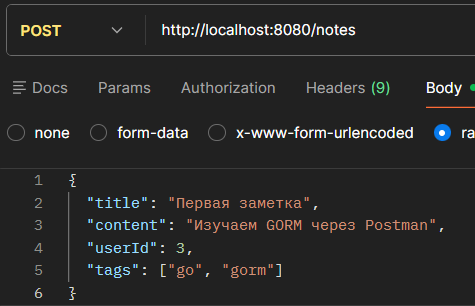 POST http://localhost:8080/notes
Docs Params Authorization Headers (9) Body
none form-data x-www-form-urlencoded
1 {
2 "title": "Первая заметка",
3 "content": "Изучаем GORM через Postman",
4 "userId": 3,
5 "tags": ["go", "gorm"]
6 }